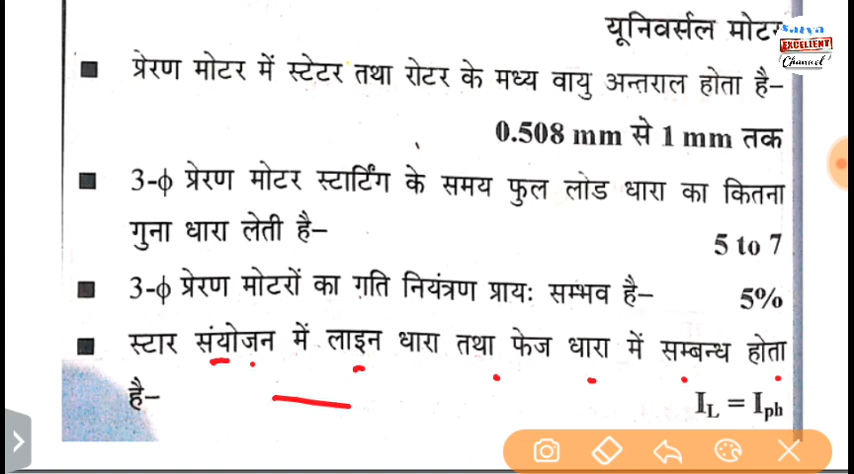 यूनिवर्सल मोटर
Satya
EXCELLENT
Channel
■ प्रेरण मोटर में स्टेटर तथा रोटर के मध्य वायु अन्तराल होता है–
0.508 mm से 1 mm तक
■ 3-ϕ प्रेरण मोटर स्टार्टिंग के समय फुल लोड धारा का कितना
गुना धारा लेती है–
5 to 7
■ 3-ϕ प्रेरण मोटरों का गति नियंत्रण प्रायः सम्भव है–
5%
■ स्टार संयोजन में लाइन धारा तथा फेज धारा में सम्बन्ध होता
है–
I_L = I_ph